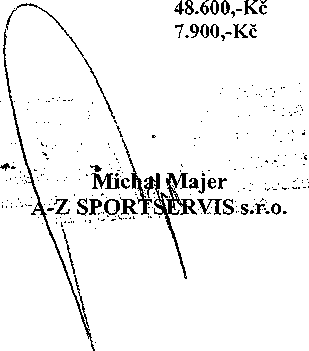 48.600,-Kč
7.900,-Kč
Michal Majer
A-Z SPORTSERVIS s.r.o.